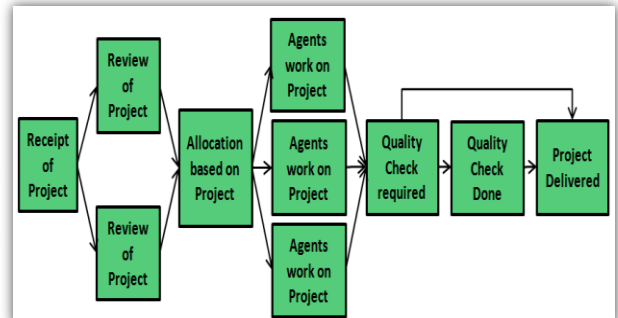 Receipt
of
Project
Review
of
Project
Review
of
Project
Allocation
based on
Project
Agents
work on
Project
Agents
work on
Project
Agents
work on
Project
Quality
Check
required
Quality
Check
Done
Project
Delivered